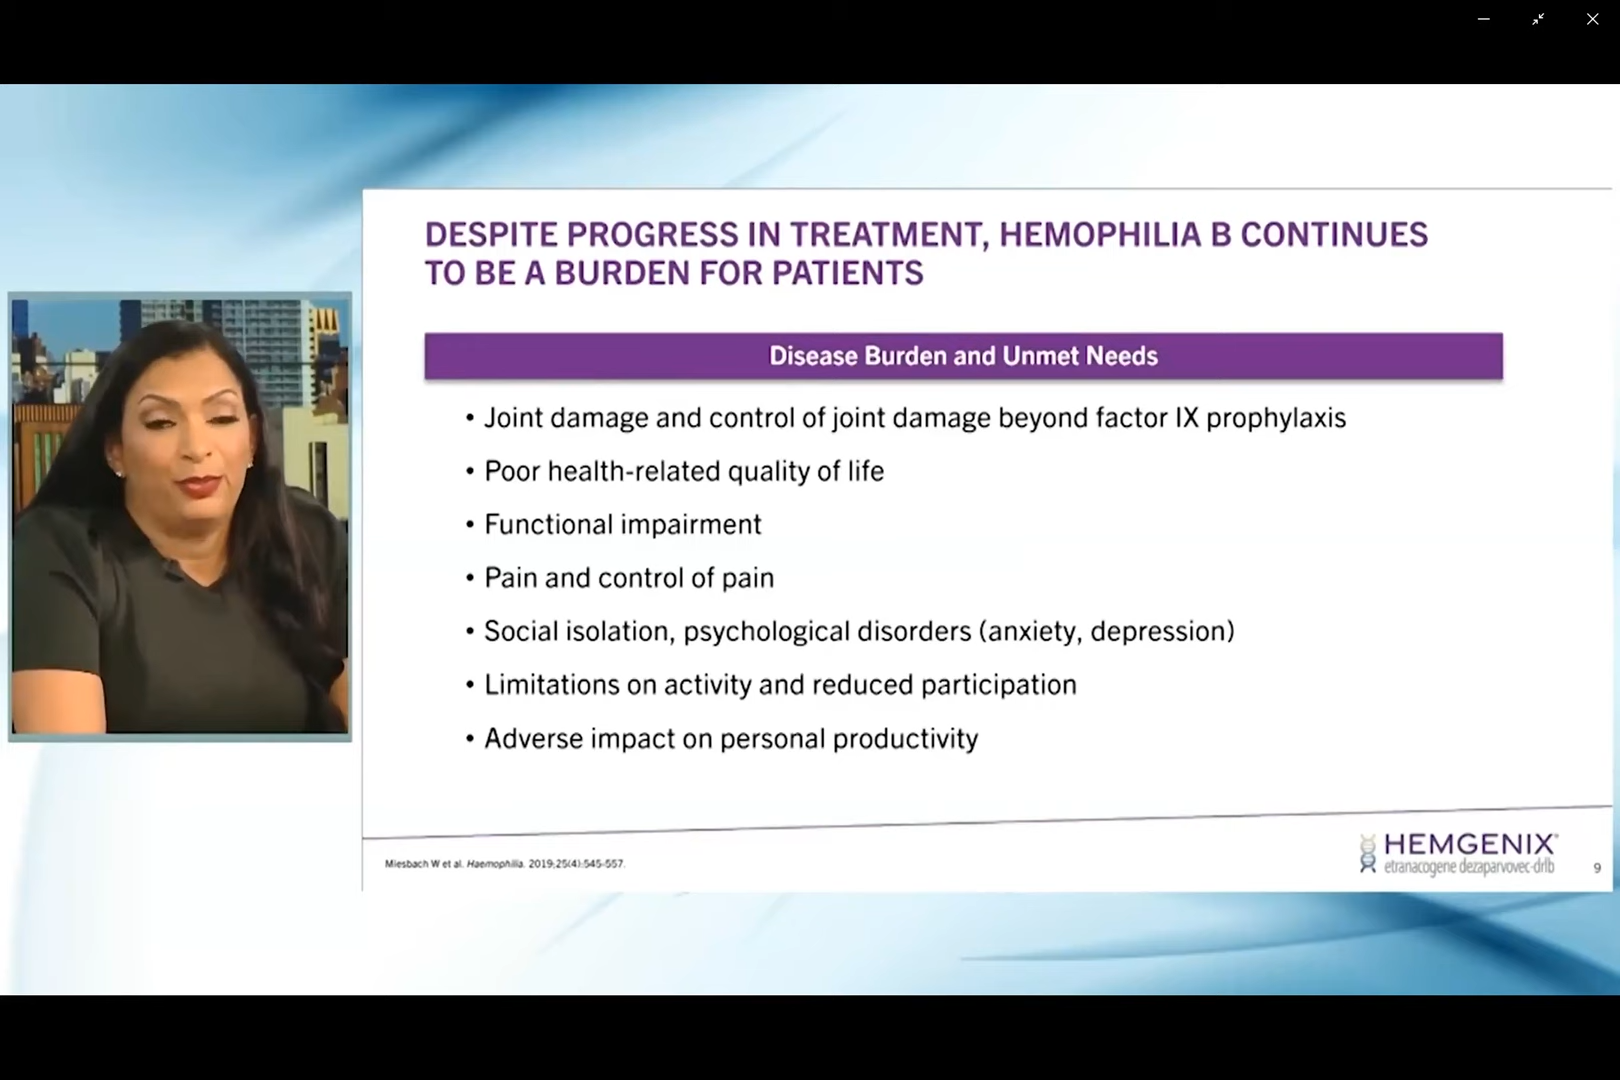 DESPITE PROGRESS IN TREATMENT, HEMOPHILIA B CONTINUES
TO BE A BURDEN FOR PATIENTS
Disease Burden and Unmet Needs
• Joint damage and control of joint damage beyond factor IX prophylaxis
• Poor health-related quality of life
• Functional impairment
• Pain and control of pain
• Social isolation, psychological disorders (anxiety, depression)
• Limitations on activity and reduced participation
• Adverse impact on personal productivity
Miesbach W et al. Haemophilia. 2019;25(4):545-557.
HEMGENIX®
etranacogene dezaparvovec-drlb
9